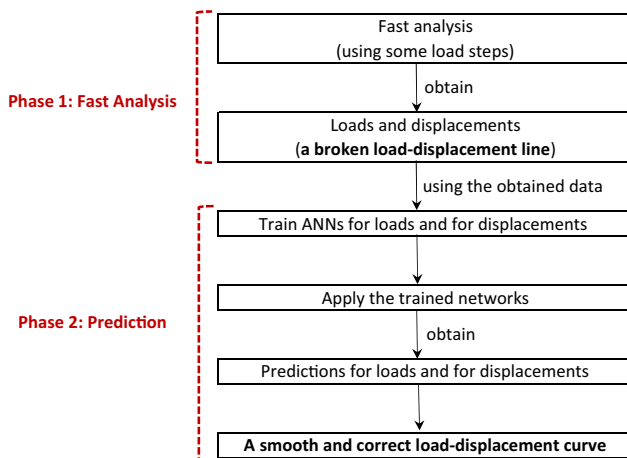 Fast analysis
(using some load steps)
obtain
Phase 1: Fast Analysis
Loads and displacements
(a broken load-displacement line)
using the obtained data
Train ANNs for loads and for displacements
Apply the trained networks
Phase 2: Prediction
obtain
Predictions for loads and for displacements
A smooth and correct load-displacement curve